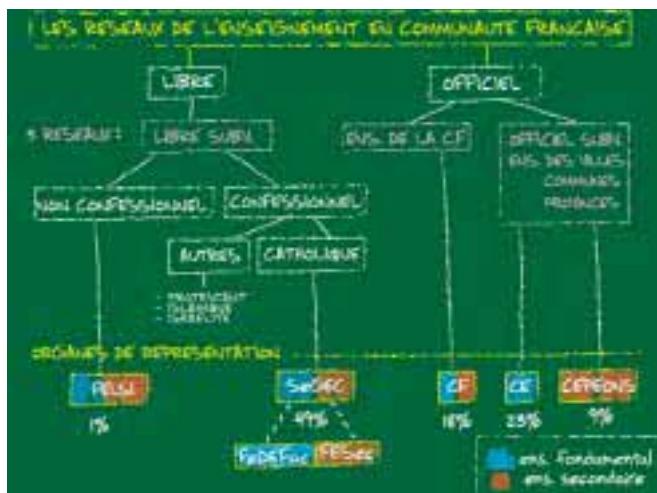 LES RESEAUX DE L'ENSEIGNEMENT EN COMMUNAUTE FRANCAISE
LIBRE
OFFICIEL
3 RESEAUX:
LIBRE SUBV.
ENS. DE LA CF
OFFICIEL SUBV.
ENS. DES VILLES
COMMUNES
PROVINCES
NON CONFESSIONNEL
CONFESSIONNEL
AUTRES
CATHOLIQUE
- PROTESTANT
- ISLAMIQUE
- ISRAELITE
ORGANES DE REPRESENTATION
FELSI
SeGEC
CF
CEPEONS
1%
49%
18%
23%
9%
FeDEFoc
FESec
ens. fondamental
ens. secondaire